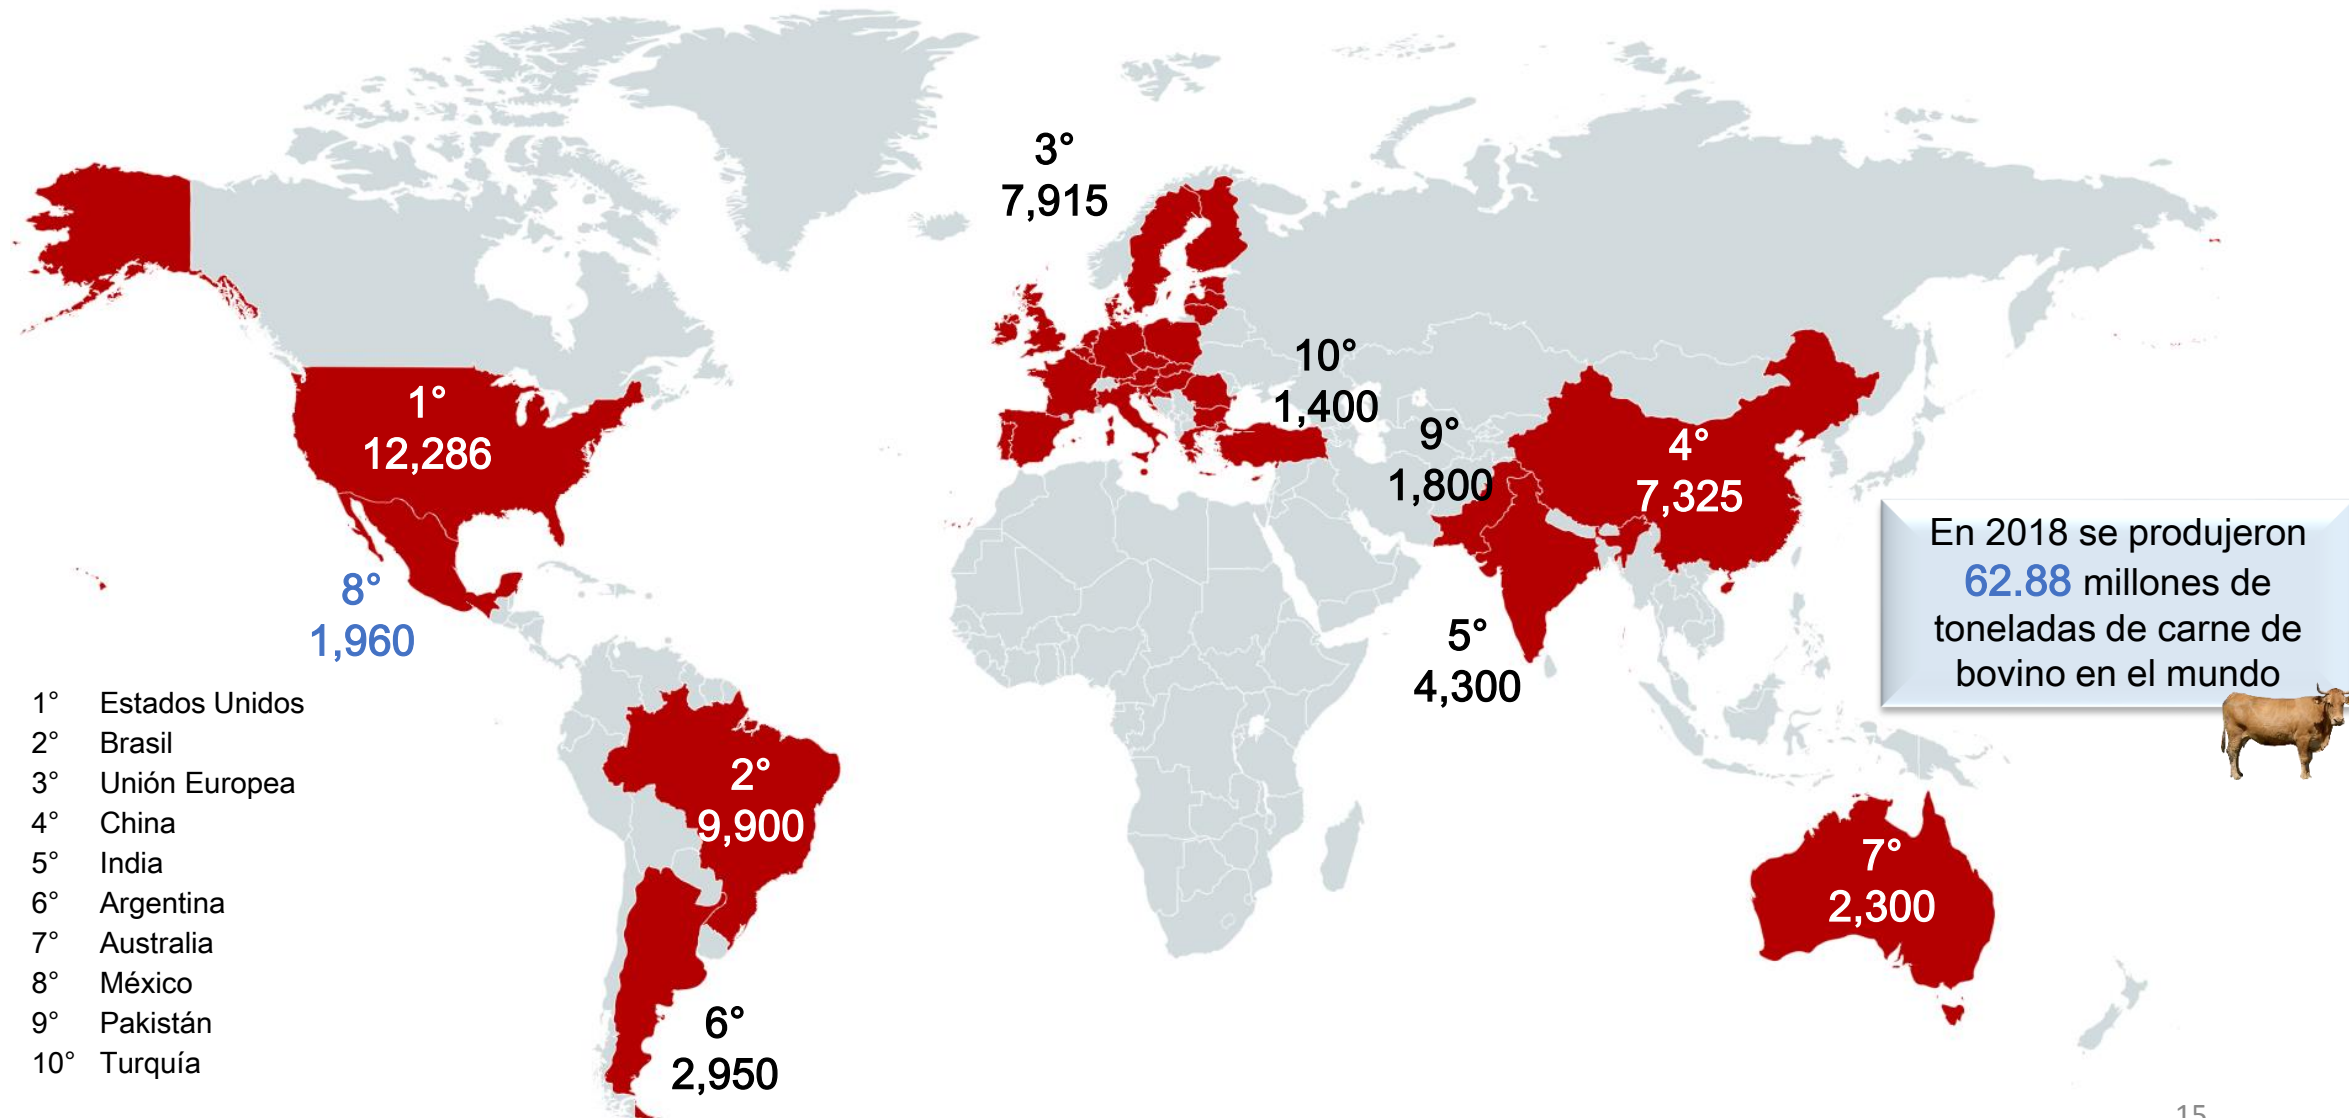 3°
7,915
10°
1,400
1°
12,286
9°
1,800
4°
7,325
En 2018 se produjeron
62.88 millones de
toneladas de carne de
bovino en el mundo
8°
1,960
5°
4,300
1° Estados Unidos
2° Brasil
3° Unión Europea
4° China
5° India
6° Argentina
7° Australia
8° México
9° Pakistán
10° Turquía
2°
9,900
7°
2,300
6°
2,950
15